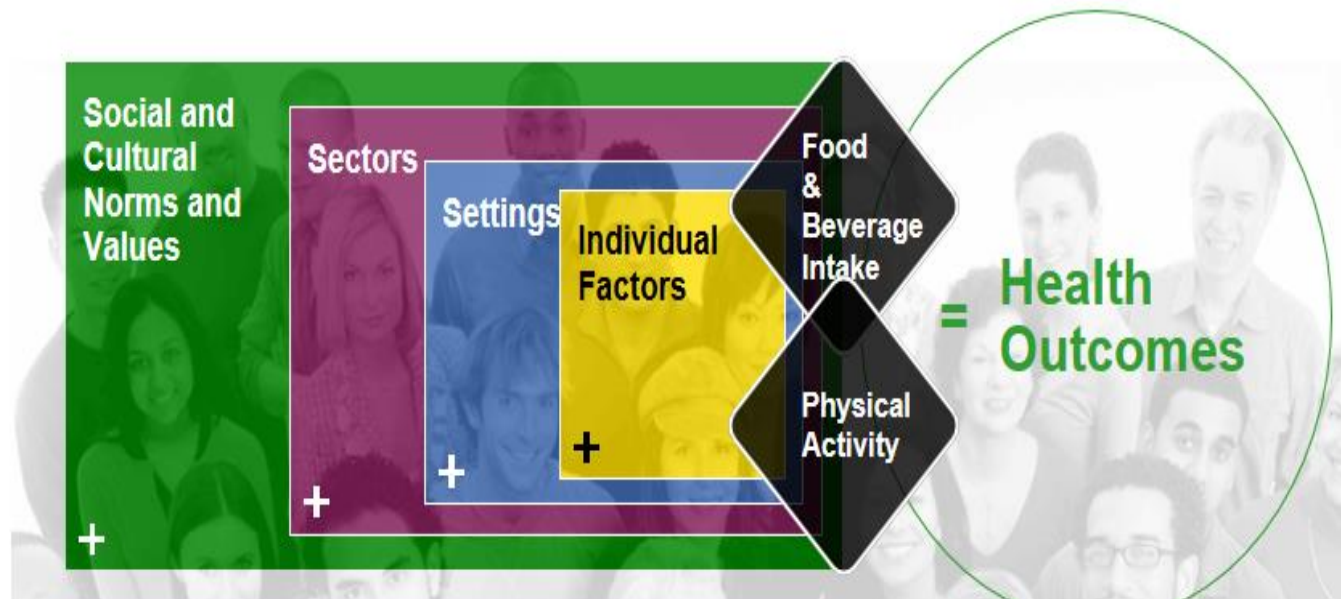 Social and
Cultural
Norms and
Values
+
Sectors
+
Settings
+
Individual
Factors
+
Food
&
Beverage
Intake
Physical
Activity
=
Health
Outcomes